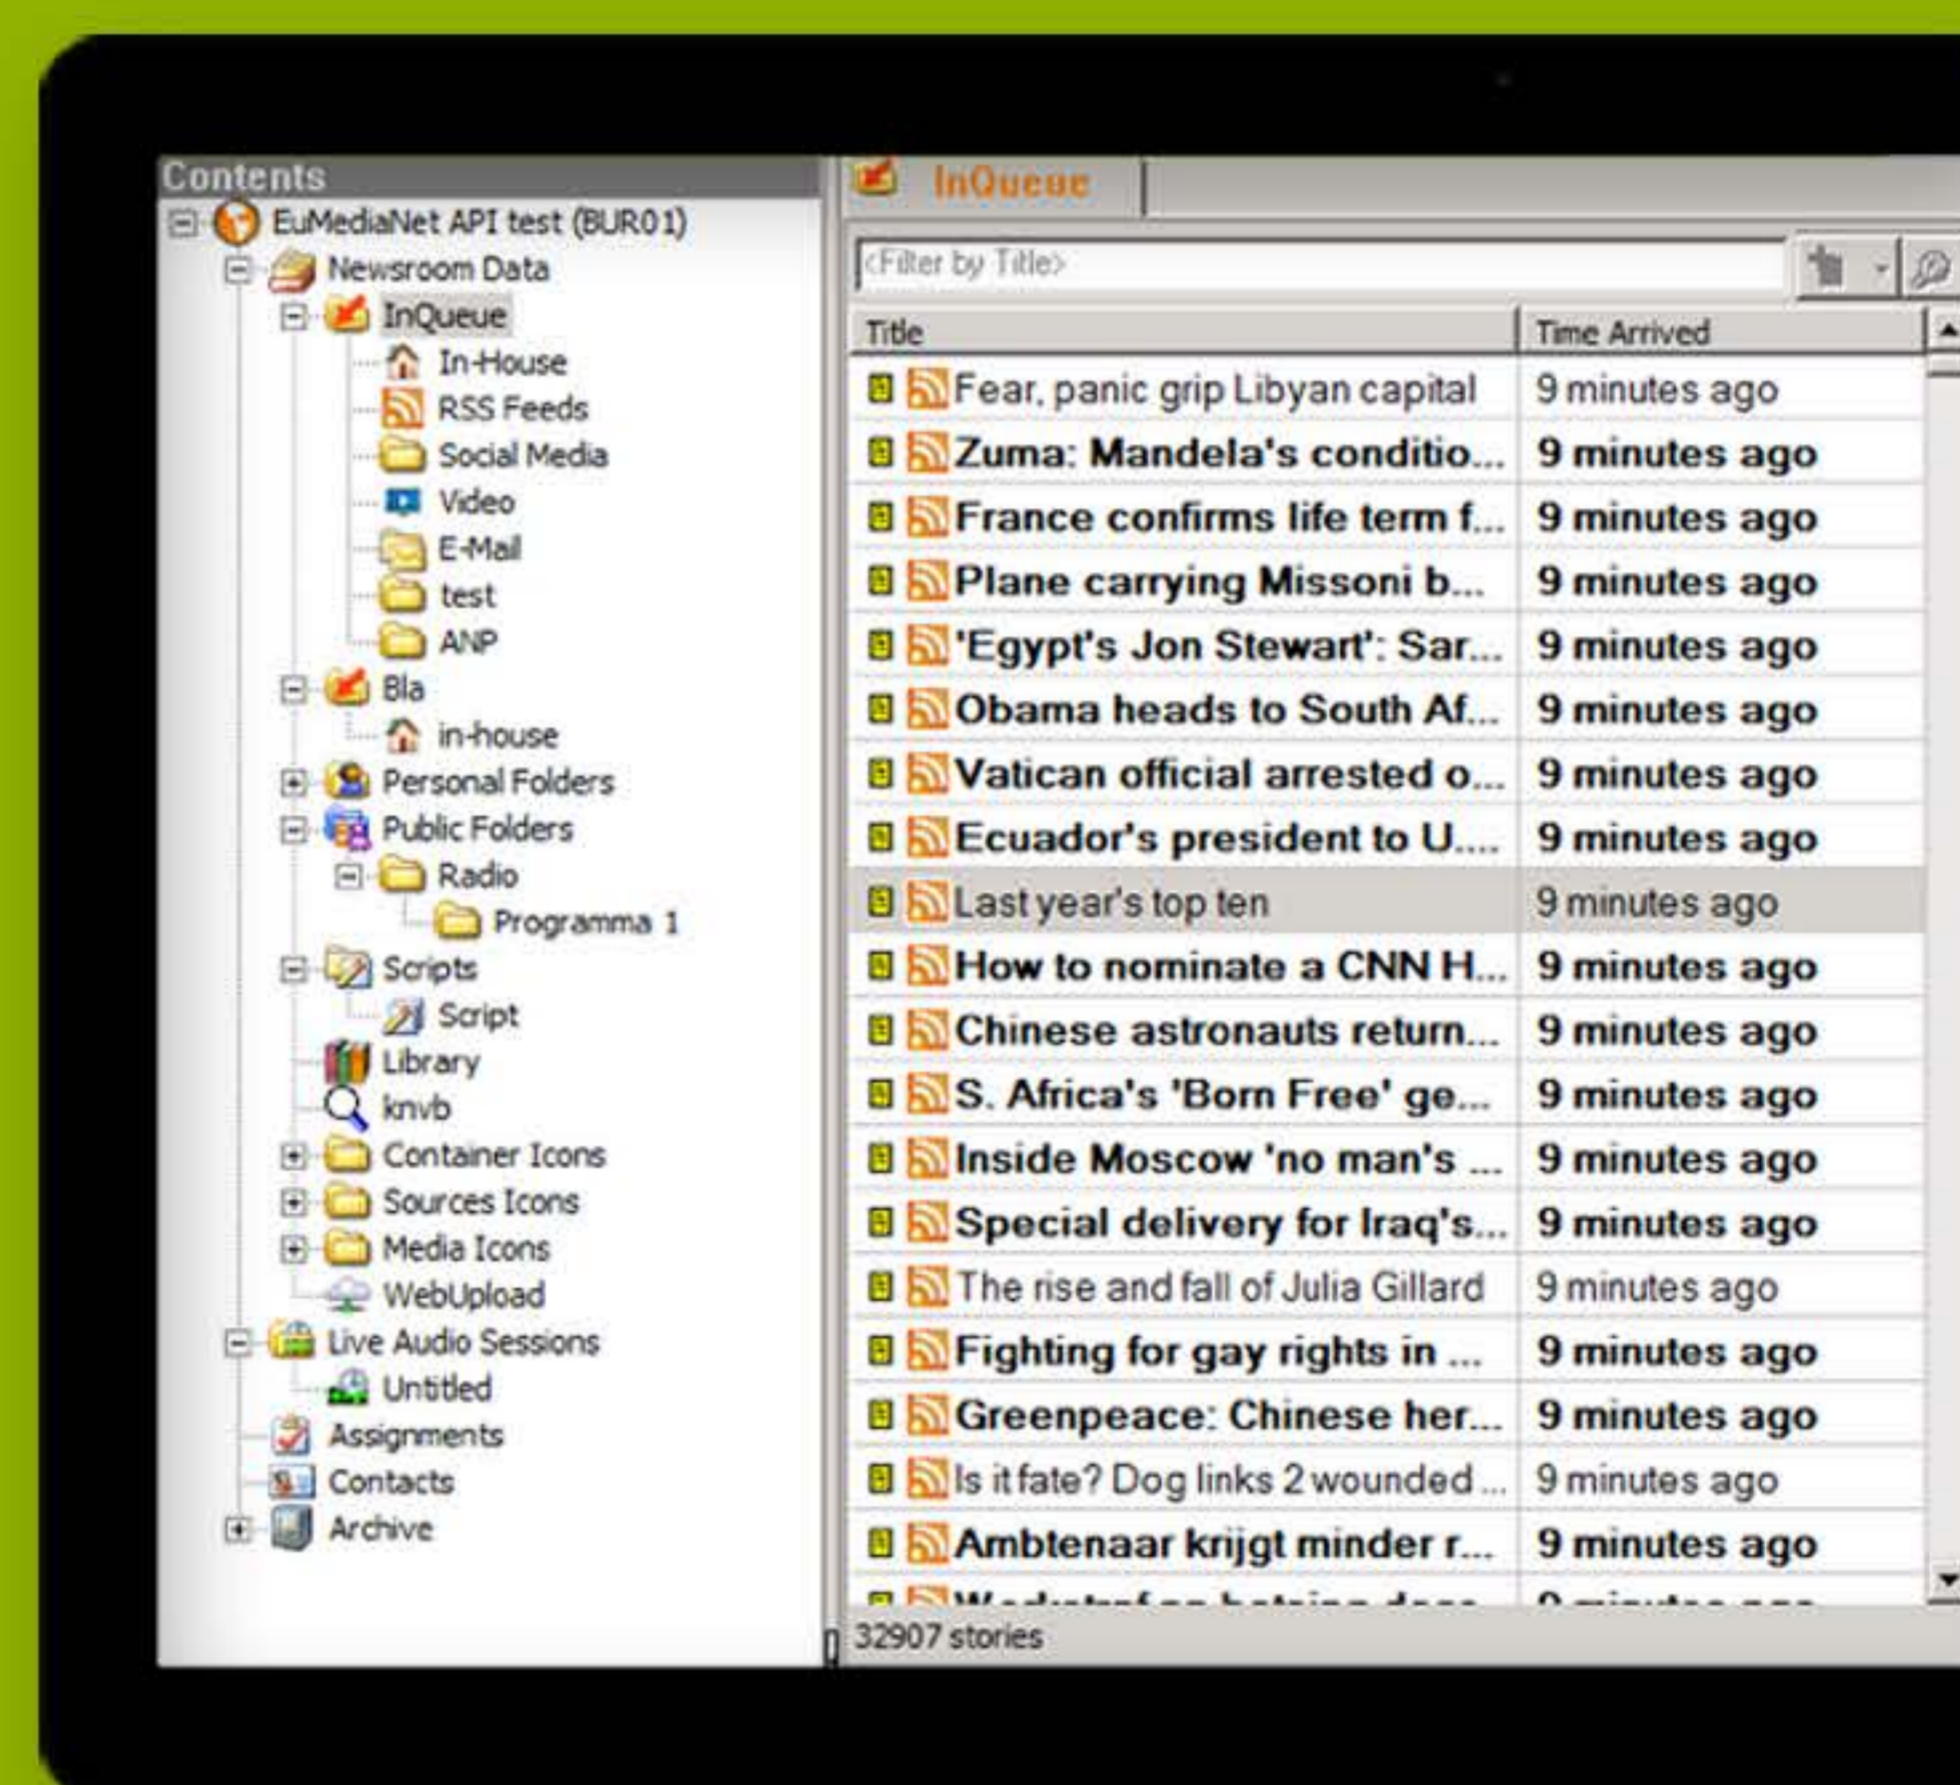 Contents
EuMediaNet API test (BUR01)
Newsroom Data
InQueue
In-House
RSS Feeds
Social Media
Video
E-Mail
test
ANP
Bla
in-house
Personal Folders
Public Folders
Radio
Programma 1
Scripts
Script
Library
knvb
Container Icons
Sources Icons
Media Icons
WebUpload
Live Audio Sessions
Untitled
Assignments
Contacts
Archive
InQueue
<Filter by Title>
Title Time Arrived
Fear, panic grip Libyan capital 9 minutes ago
Zuma: Mandela's conditio... 9 minutes ago
France confirms life term f... 9 minutes ago
Plane carrying Missoni b... 9 minutes ago
'Egypt's Jon Stewart': Sar... 9 minutes ago
Obama heads to South Af... 9 minutes ago
Vatican official arrested o... 9 minutes ago
Ecuador's president to U.... 9 minutes ago
Last year's top ten 9 minutes ago
How to nominate a CNN H... 9 minutes ago
Chinese astronauts return... 9 minutes ago
S. Africa's 'Born Free' ge... 9 minutes ago
Inside Moscow 'no man's ... 9 minutes ago
Special delivery for Iraq's... 9 minutes ago
The rise and fall of Julia Gillard 9 minutes ago
Fighting for gay rights in ... 9 minutes ago
Greenpeace: Chinese her... 9 minutes ago
Is it fate? Dog links 2 wounded ... 9 minutes ago
Ambtenaar krijgt minder r... 9 minutes ago
9 minutes ago
32907 stories